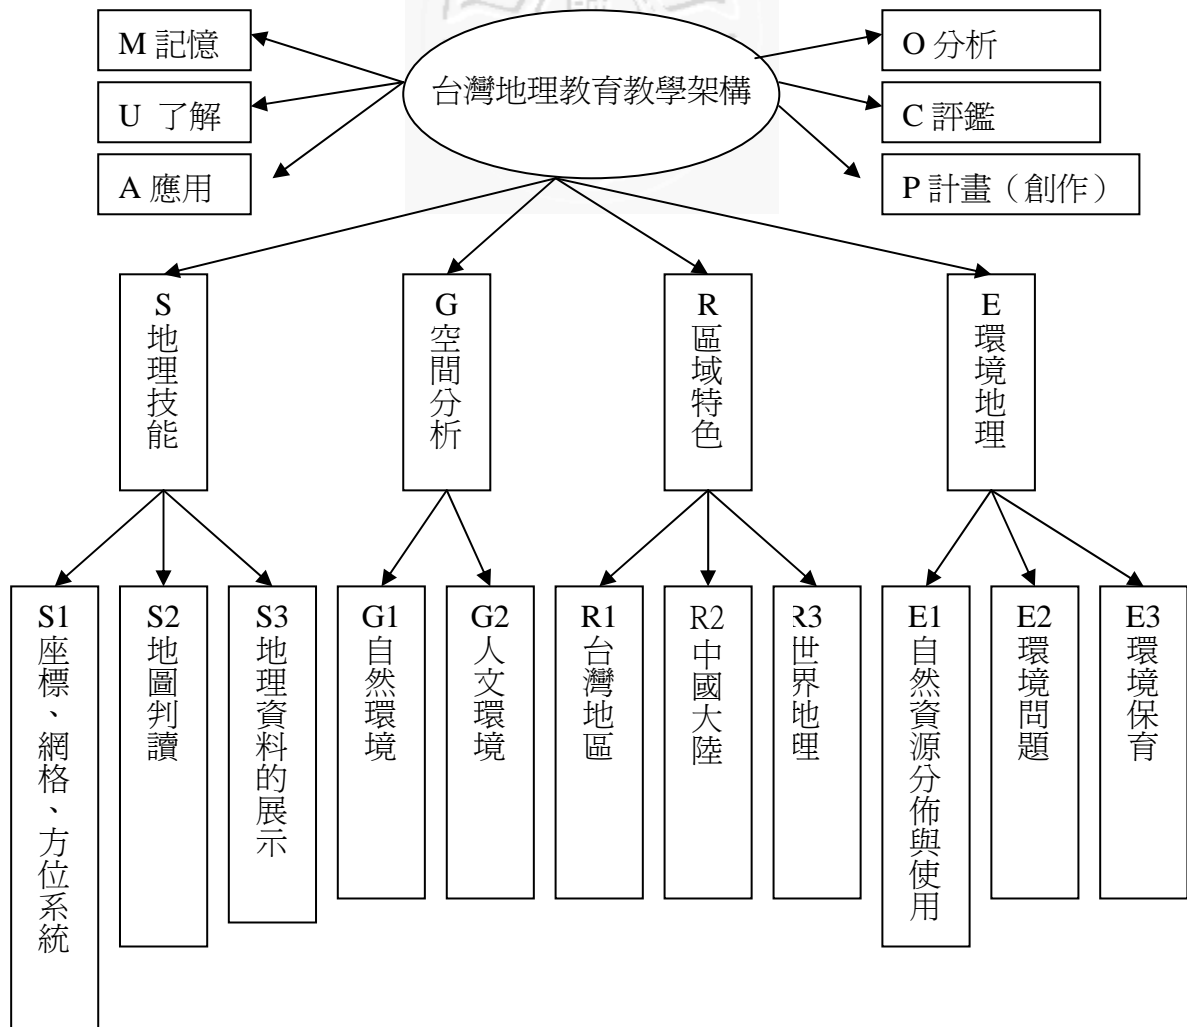 M 記憶
U 了解
A 應用
台灣地理教育教學架構
O 分析
C 評鑑
P 計畫（創作）
S
地理技能
G
空間分析
R
區域特色
E
環境地理
S1
座標、網格、方位系統
S2
地圖判讀
S3
地理資料的展示
G1
自然環境
G2
人文環境
R1
台灣地區
R2
中國大陸
R3
世界地理
E1
自然資源分佈與使用
E2
環境問題
E3
環境保育